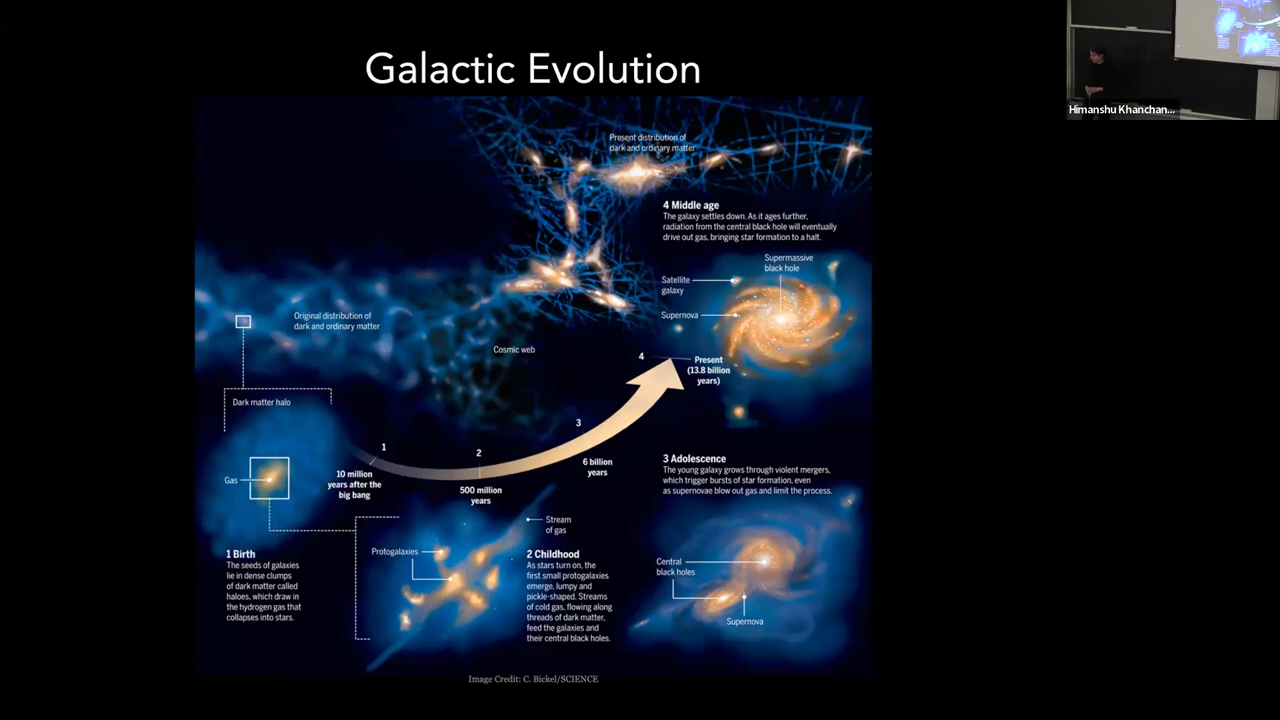 Galactic Evolution
Himanshu Khanchan...
Present distribution of
dark and ordinary matter
4 Middle age
The galaxy settles down. As it ages further,
radiation from the central black hole will eventually
drive out gas, bringing star formation to a halt.
Supermassive
black hole
Satellite
galaxy
Supernova
Original distribution of
dark and ordinary matter
Cosmic web
4
Present
(13.8 billion
years)
Dark matter halo
Gas
1
10 million
years after the
big bang
2
500 million
years
3
6 billion
years
3 Adolescence
The young galaxy grows through violent mergers,
which trigger bursts of star formation, even
as supernovae blow out gas and limit the process.
1 Birth
The seeds of galaxies
lie in dense clumps
of dark matter called
haloes, which draw in
the hydrogen gas that
collapses into stars.
Protogalaxies
Stream
of gas
2 Childhood
As stars turn on, the
first small protogalaxies
emerge, lumpy and
pickle-shaped. Streams
of cold gas, flowing along
threads of dark matter,
feed the galaxies and
their central black holes.
Central
black holes
Supernova
Image Credit: C. Bickel/SCIENCE